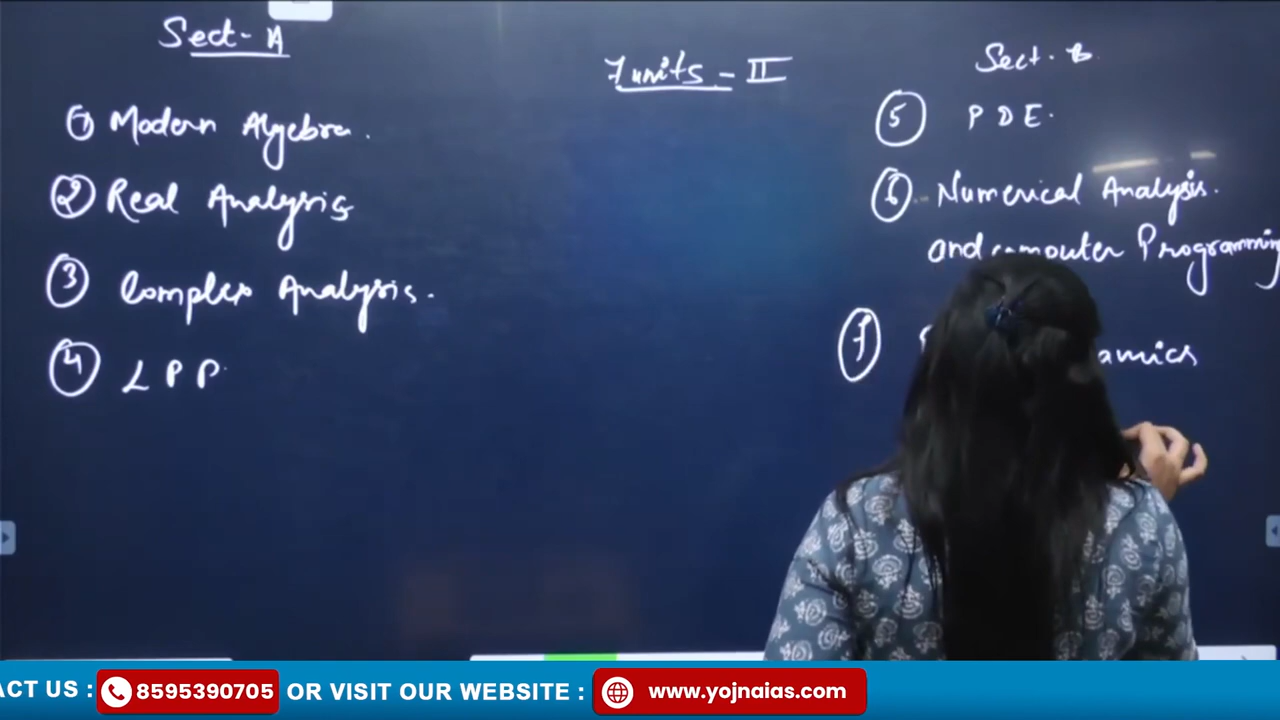 Sect- A
① Modern Algebra.
② Real Analysis
③ Complex Analysis.
④ LPP.
7 units - II
Sect. B
⑤ PDE.
⑥ Numerical Analysis.
and computer Programming
⑦
ACT US : 8595390705 OR VISIT OUR WEBSITE : www.yojnaias.com